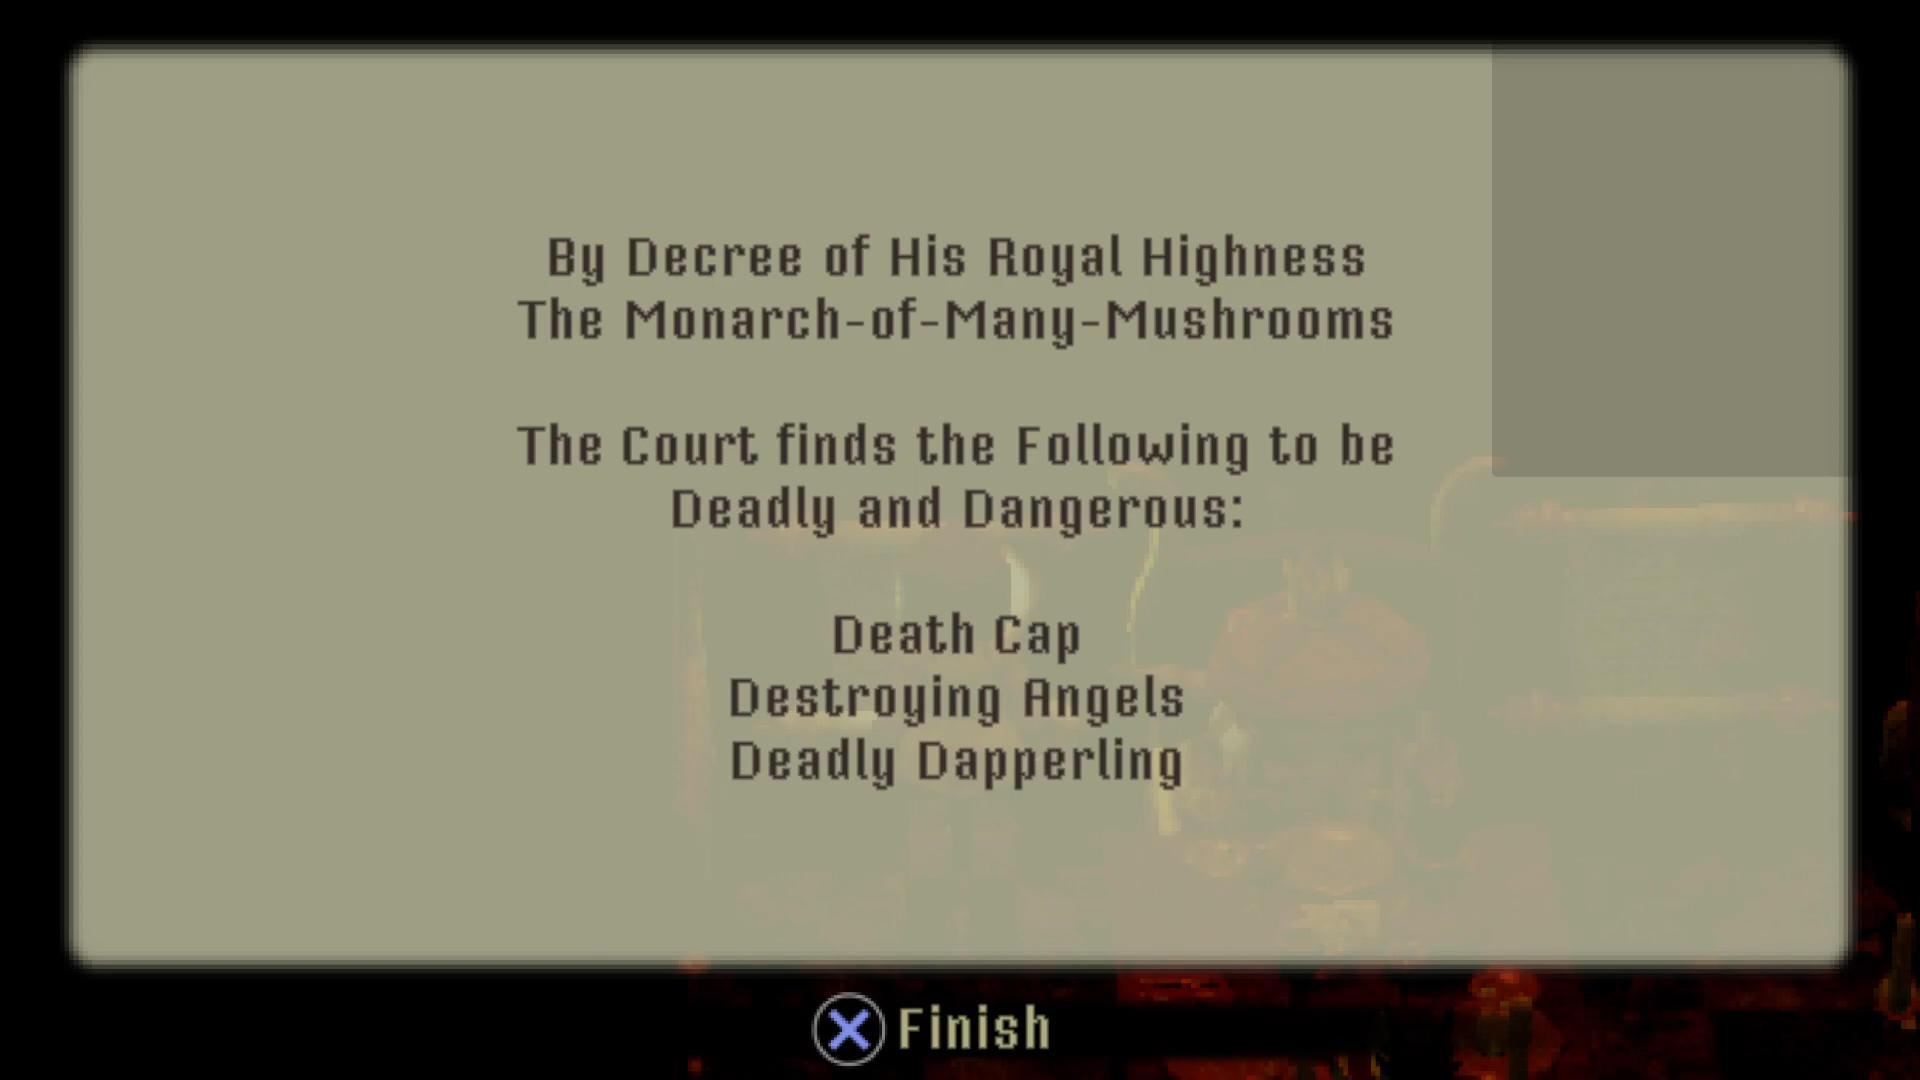 By Decree of His Royal Highness
The Monarch-of-Many-Mushrooms
The Court finds the Following to be
Deadly and Dangerous:
Death Cap
Destroying Angels
Deadly Dapperling
Finish